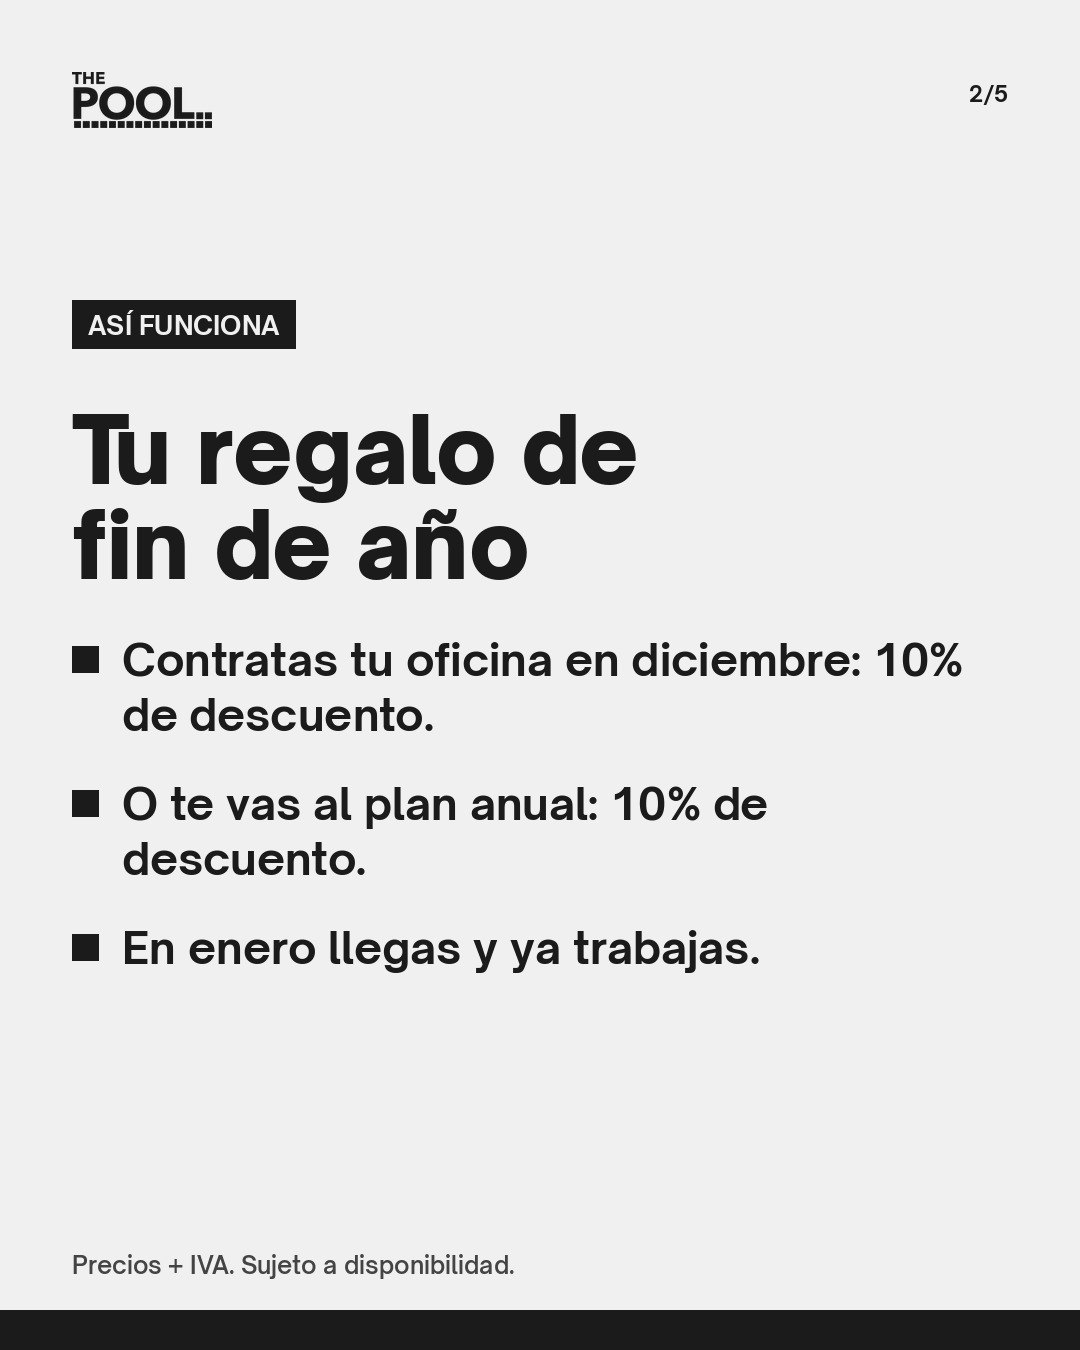 THE
POOL..
2/5
ASÍ FUNCIONA
Tu regalo de
fin de año
Contratas tu oficina en diciembre: 10%
de descuento.
O te vas al plan anual: 10% de
descuento.
En enero llegas y ya trabajas.
Precios + IVA. Sujeto a disponibilidad.